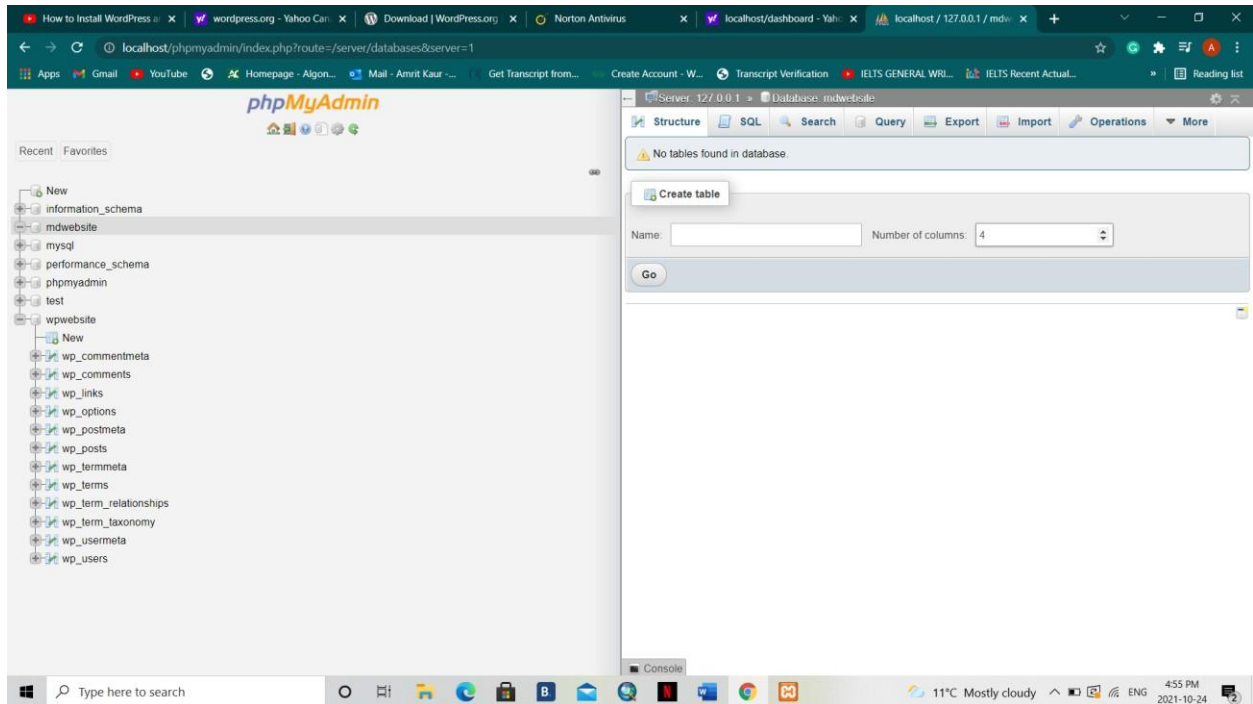 How to Install WordPress a
wordpress.org - Yahoo Can
Download | WordPress.org
Norton Antivirus
localhost/dashboard - Yaho
localhost / 127.0.0.1 / mdw
localhost/phpmyadmin/index.php?route=/server/databases&server=1
A
Apps Gmail YouTube Homepage - Algon... Mail - Amrit Kaur -... Get Transcript from... Create Account - W... Transcript Verification IELTS GENERAL WRI... IELTS Recent Actual... » Reading list
phpMyAdmin
Recent Favorites
New
information_schema
mdwebsite
mysql
performance_schema
phpmyadmin
test
wpwebsite
New
wp_commentmeta
wp_comments
wp_links
wp_options
wp_postmeta
wp_posts
wp_termmeta
wp_terms
wp_term_relationships
wp_term_taxonomy
wp_usermeta
wp_users
Server: 127.0.0.1 » Database: mdwebsite
Structure SQL Search Query Export Import Operations More
No tables found in database.
Create table
Name: Number of columns: 4
Go
Console
Type here to search
11°C Mostly cloudy ENG 4:55 PM
2021-10-24